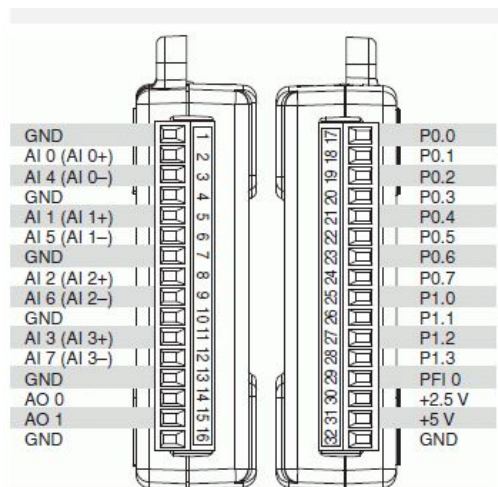 GND 1
AI 0 (AI 0+) 2
AI 4 (AI 0–) 3
GND 4
AI 1 (AI 1+) 5
AI 5 (AI 1–) 6
GND 7
AI 2 (AI 2+) 8
AI 6 (AI 2–) 9
GND 10
AI 3 (AI 3+) 11
AI 7 (AI 3–) 12
GND 13
AO 0 14
AO 1 15
GND 16
17 P0.0
18 P0.1
19 P0.2
20 P0.3
21 P0.4
22 P0.5
23 P0.6
24 P0.7
25 P1.0
26 P1.1
27 P1.2
28 P1.3
29 PFI 0
30 +2.5 V
31 +5 V
32 GND